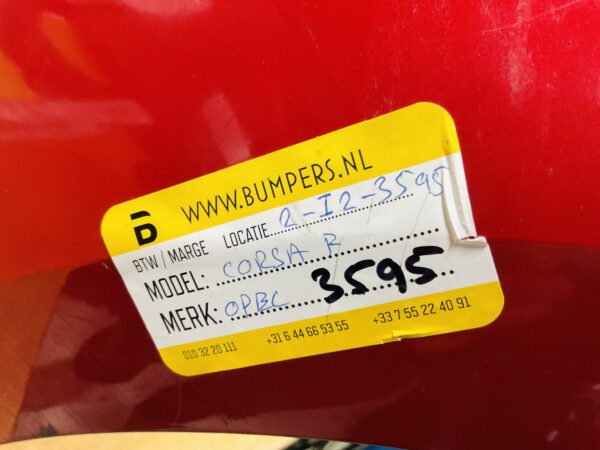 WWW.BUMPERS.NL
BTW / MARGE LOCATIE 2-I2-3595
MODEL: CORSA R
MERK: OPBL 3595
010 32 20 111 +31 6 44 66 53 55 +33 7 55 22 40 91